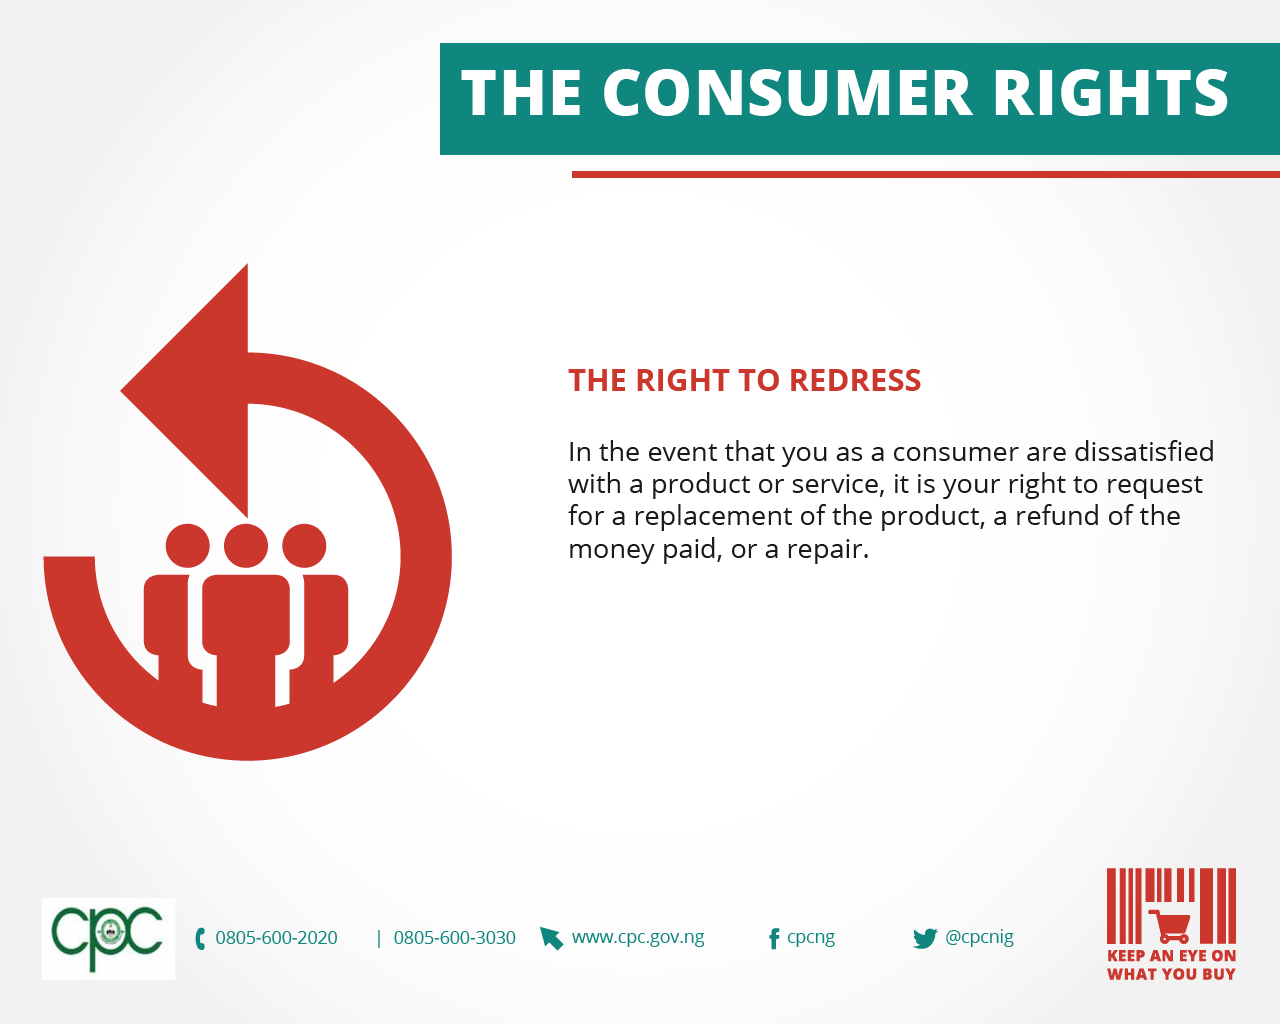 THE CONSUMER RIGHTS
THE RIGHT TO REDRESS
In the event that you as a consumer are dissatisfied
with a product or service, it is your right to request
for a replacement of the product, a refund of the
money paid, or a repair.
cpc
0805-600-2020 | 0805-600-3030 www.cpc.gov.ng cpcng @cpcnig
KEEP AN EYE ON
WHAT YOU BUY